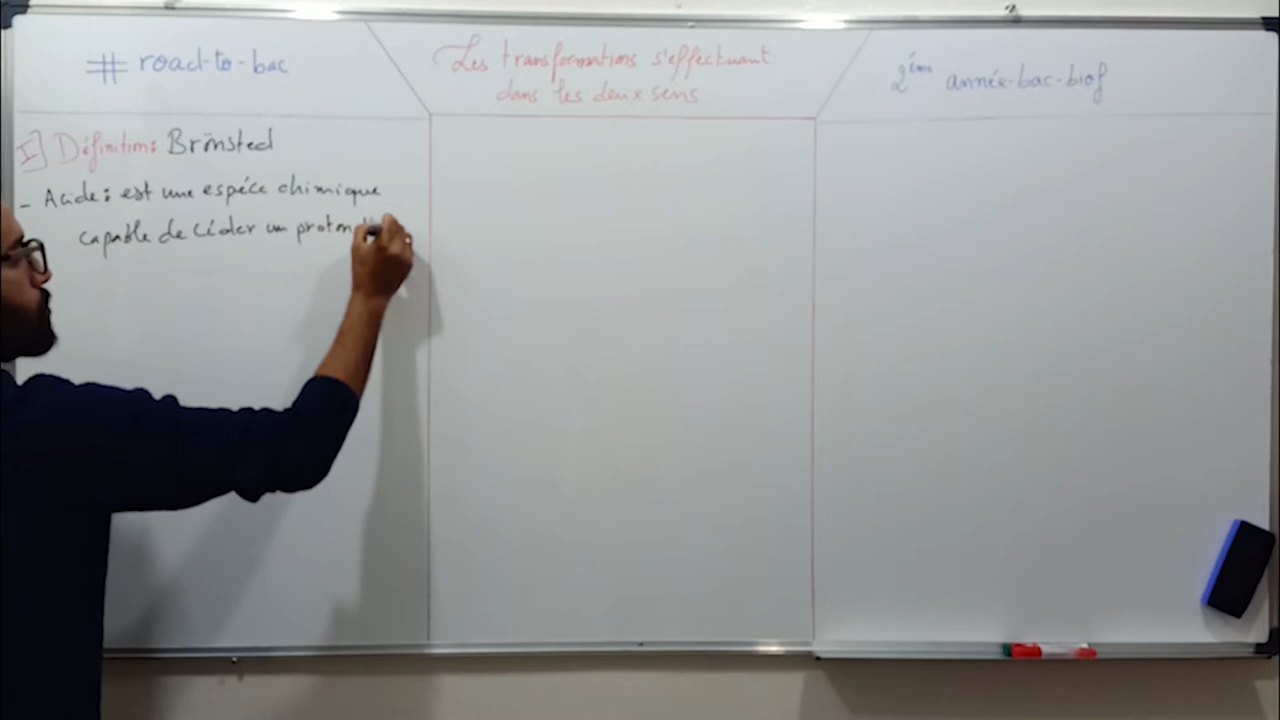 # road-to-bac
Les transformations s'effectuant
dans les deux sens
2ème année-bac-biof
I] Définition: Brönsted
- Acide: est une espéce chimique
capable de céder un proton